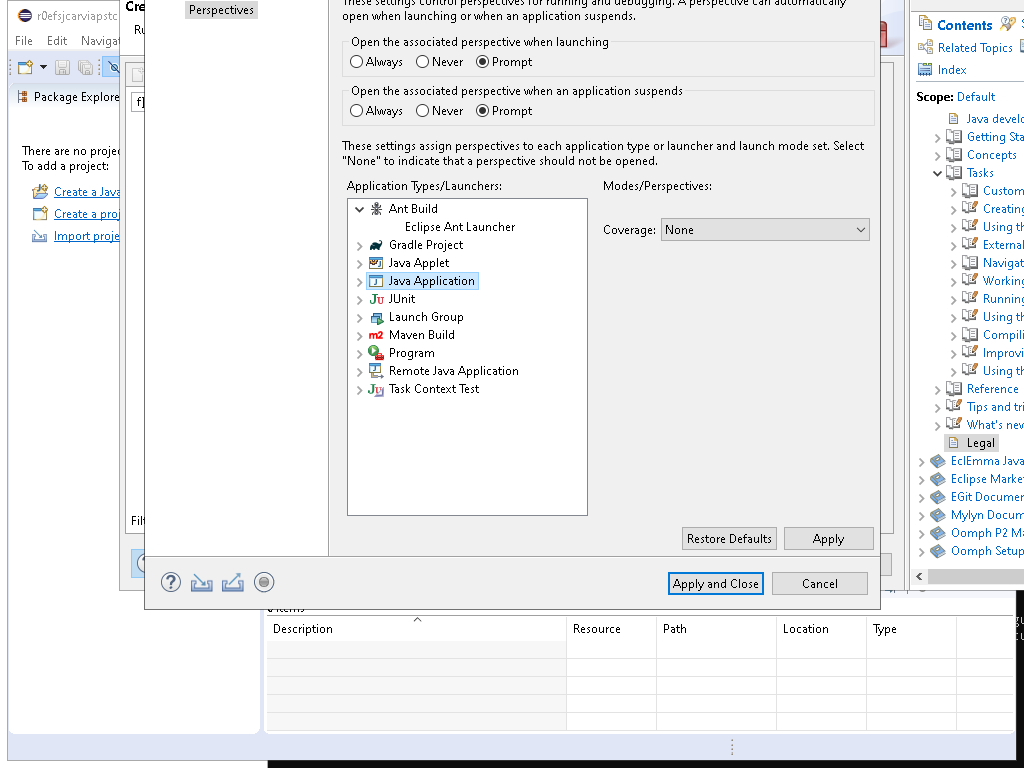 r0efsjcarviapstc
File Edit Navigat
Package Explore
There are no projec
To add a project:
Create a Java
Create a proj
Import proje
Cre
Ru
Filt
Perspectives
These settings control perspectives for running and debugging. A perspective can automatically
open when launching or when an application suspends.
Open the associated perspective when launching
Always Never Prompt
Open the associated perspective when an application suspends
Always Never Prompt
These settings assign perspectives to each application type or launcher and launch mode set. Select
"None" to indicate that a perspective should not be opened.
Application Types/Launchers:
Modes/Perspectives:
Ant Build
Eclipse Ant Launcher
Gradle Project
Java Applet
Java Application
JUnit
Launch Group
Maven Build
Program
Remote Java Application
Task Context Test
Coverage: None
Restore Defaults Apply
Apply and Close Cancel
Contents
Related Topics
Index
Scope: Default
Java develo
Getting Sta
Concepts
Tasks
Custom
Creating
Using th
External
Navigat
Working
Running
Using th
Compili
Improvi
Using th
Reference
Tips and tri
What's new
Legal
EclEmma Java
Eclipse Market
EGit Documen
Mylyn Docum
Oomph P2 Ma
Oomph Setup
0 items
Description Resource Path Location Type